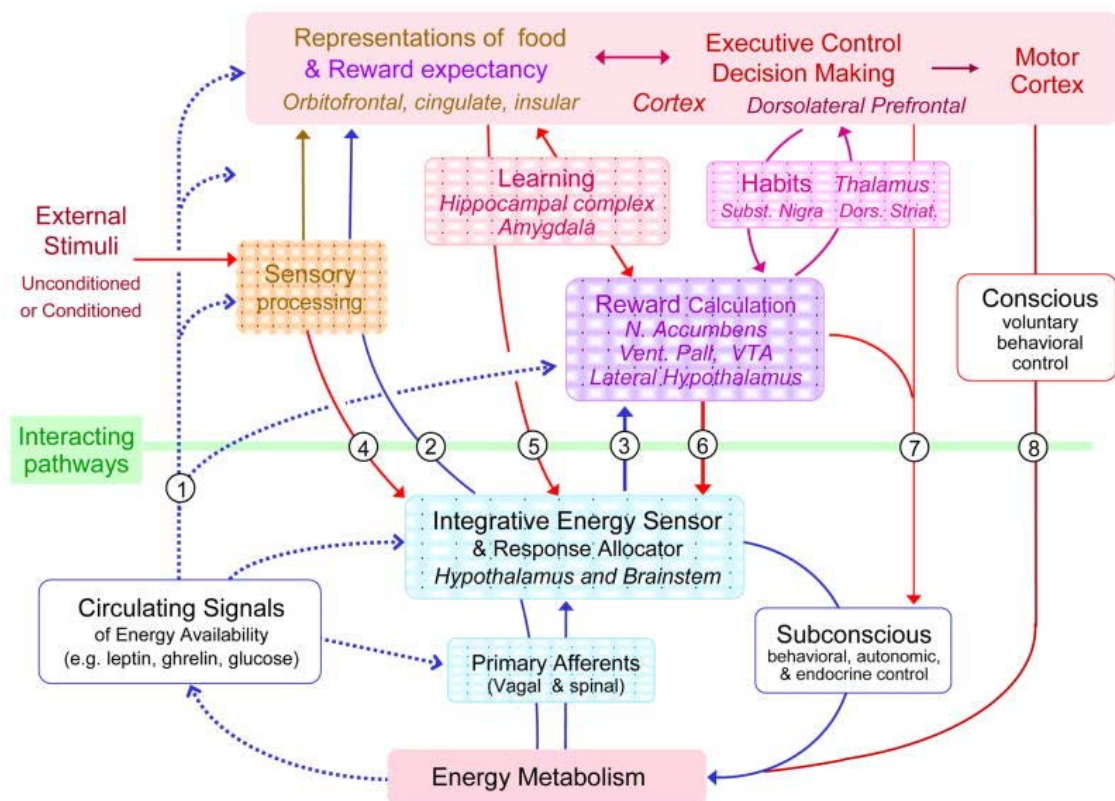 Representations of food
& Reward expectancy
Orbitofrontal, cingulate, insular
Executive Control
Decision Making
Cortex
Dorsolateral Prefrontal
Motor
Cortex
Learning
Hippocampal complex
Amygdala
Habits
Thalamus
Subst. Nigra
Dors. Striat.
External
Stimuli
Unconditioned
or Conditioned
Sensory
processing
Reward Calculation
N. Accumbens
Vent. Pall, VTA
Lateral Hypothalamus
Conscious
voluntary
behavioral
control
Interacting
pathways
1
4
2
5
3
6
7
8
Integrative Energy Sensor
& Response Allocator
Hypothalamus and Brainstem
Circulating Signals
of Energy Availability
(e.g. leptin, ghrelin, glucose)
Primary Afferents
(Vagal & spinal)
Subconscious
behavioral, autonomic,
& endocrine control
Energy Metabolism